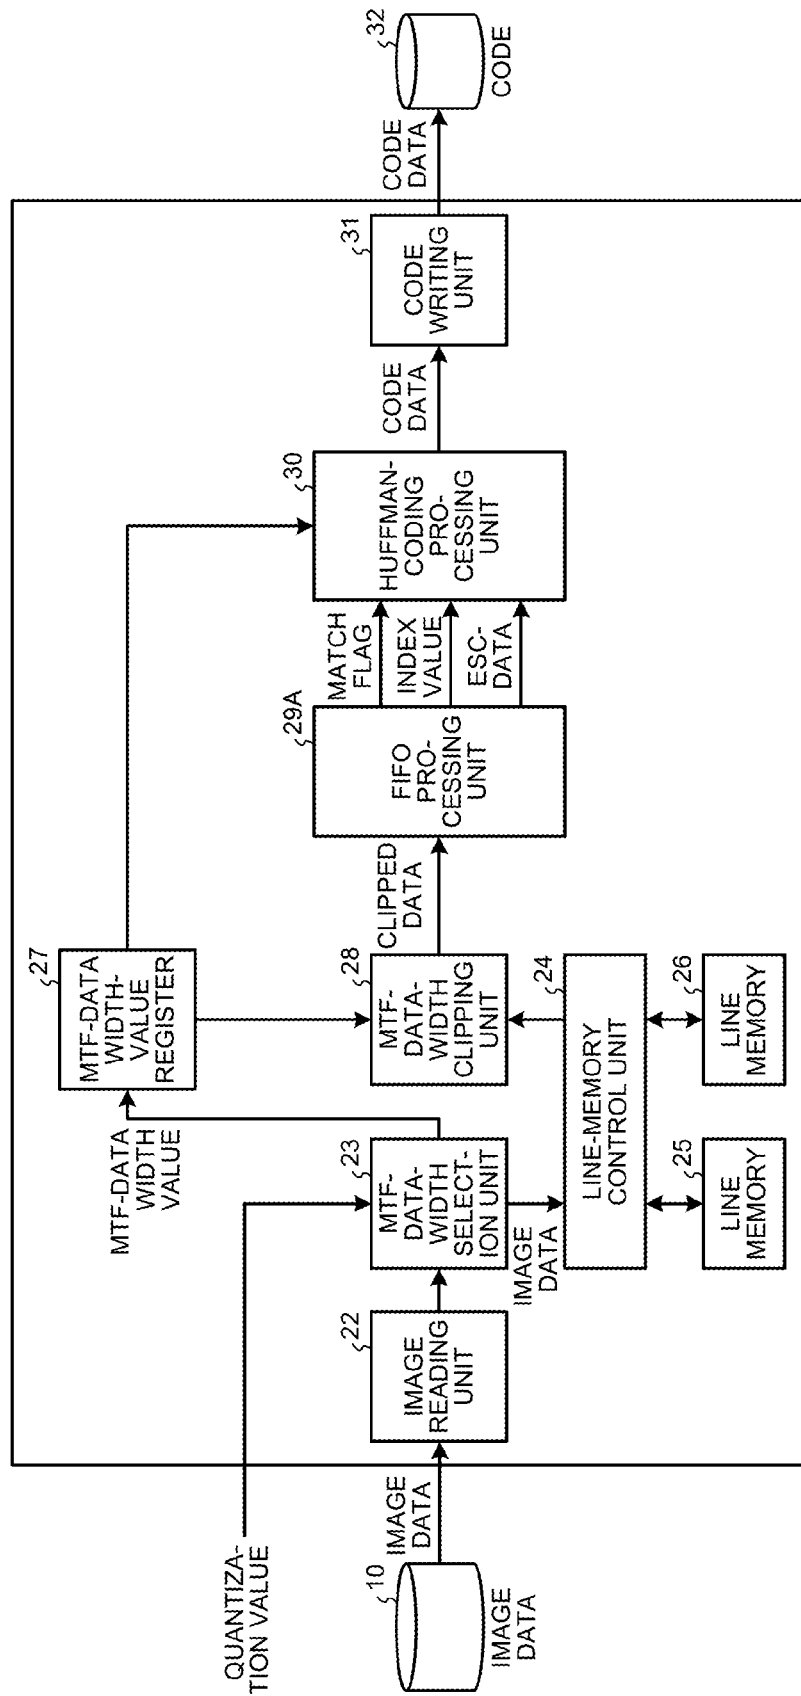 QUANTIZA-
TION VALUE
10
IMAGE
DATA
IMAGE
DATA
22
IMAGE
READING
UNIT
23
MTF-
DATA-
WIDTH
SELECT-
ION UNIT
MTF-DATA
WIDTH
VALUE
IMAGE
DATA
27
MTF-DATA
WIDTH-
VALUE
REGISTER
28
MTF-
DATA-
WIDTH
CLIPPING
UNIT
24
LINE-MEMORY
CONTROL UNIT
25
LINE
MEMORY
26
LINE
MEMORY
CLIPPED
DATA
29A
FIFO
PRO-
CESSING
UNIT
MATCH
FLAG
INDEX
VALUE
ESC-
DATA
30
HUFFMAN-
CODING
PRO-
CESSING
UNIT
CODE
DATA
31
CODE
WRITING
UNIT
CODE
DATA
32
CODE